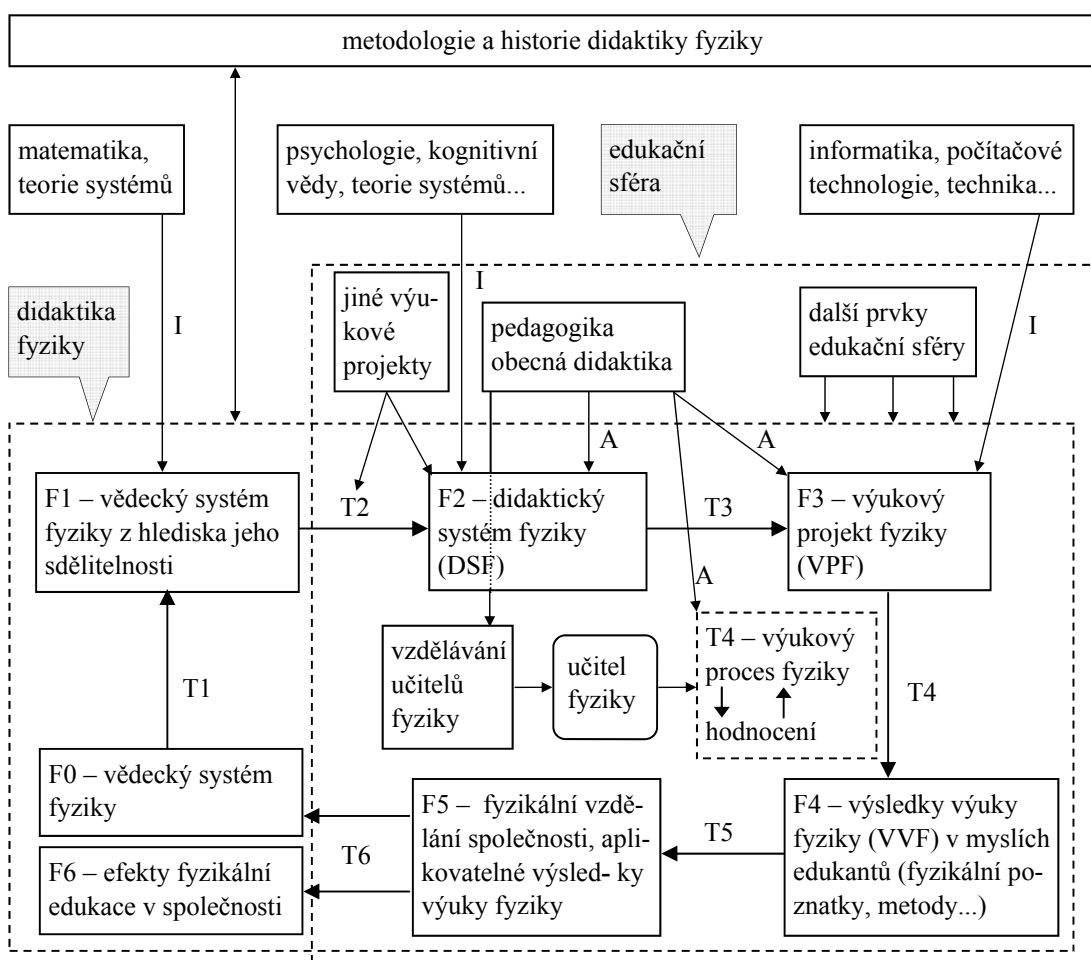 metodologie a historie didaktiky fyziky
matematika,
teorie systémů
psychologie, kognitivní
vědy, teorie systémů...
edukační
sféra
informatika, počítačové
technologie, technika...
I
I
I
didaktika
fyziky
jiné výu-
kové
projekty
pedagogika
obecná didaktika
další prvky
edukační sféry
A
A
F1 – vědecký systém
fyziky z hlediska jeho
sdělitelnosti
T2
F2 – didaktický
systém fyziky
(DSF)
T3
F3 – výukový
projekt fyziky
(VPF)
A
T1
vzdělávání
učitelů
fyziky
učitel
fyziky
T4 – výukový
proces fyziky
hodnocení
T4
F0 – vědecký systém
fyziky
F6 – efekty fyzikální
edukace v společnosti
T6
F5 – fyzikální vzdě-
lání společnosti, apli-
kovatelné výsled- ky
výuky fyziky
T5
F4 – výsledky výuky
fyziky (VVF) v myslích
edukantů (fyzikální po-
znatky, metody...)